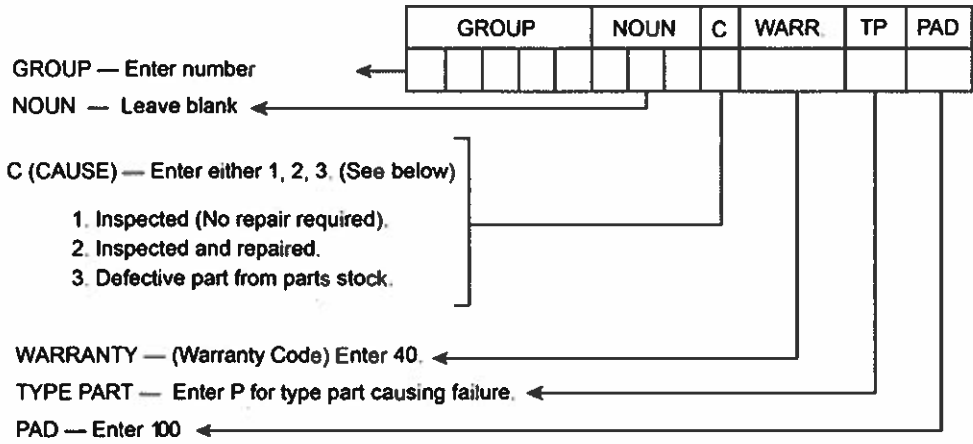 GROUP NOUN C WARR. TP PAD
GROUP — Enter number
NOUN — Leave blank
C (CAUSE) — Enter either 1, 2, 3. (See below)
1. Inspected (No repair required).
2. Inspected and repaired.
3. Defective part from parts stock.
WARRANTY — (Warranty Code) Enter 40.
TYPE PART — Enter P for type part causing failure.
PAD — Enter 100